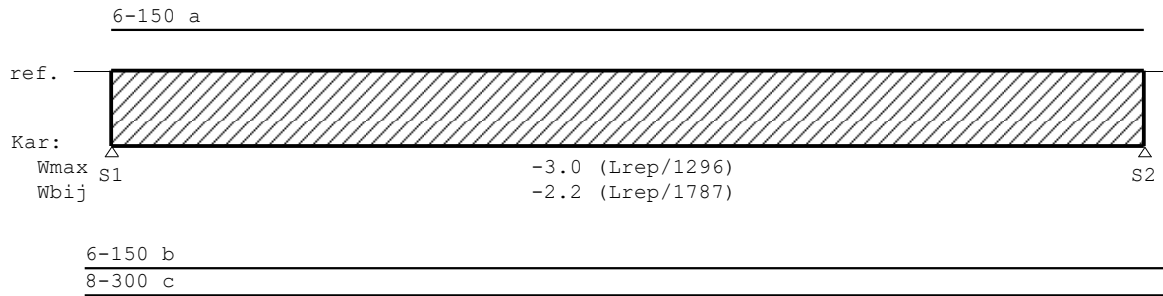 6-150 a
ref.
Kar:
Wmax S1 -3.0 (Lrep/1296) S2
Wbij -2.2 (Lrep/1787)
6-150 b
8-300 c